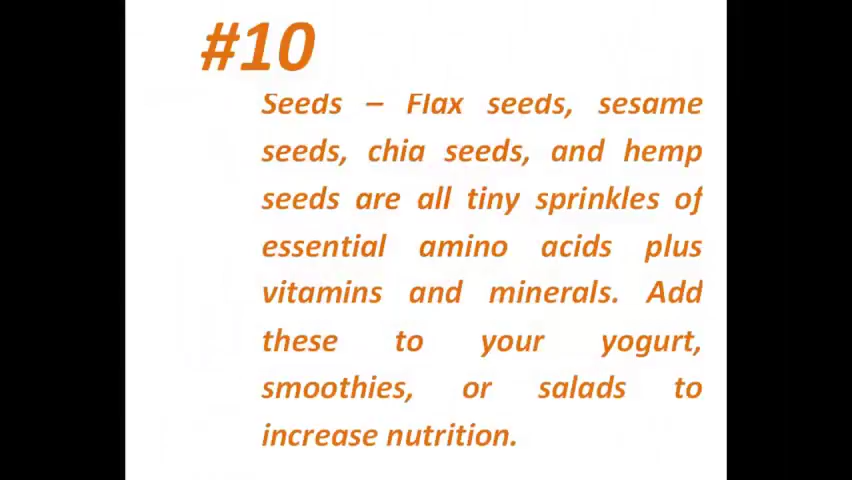 #10
Seeds – Flax seeds, sesame
seeds, chia seeds, and hemp
seeds are all tiny sprinkles of
essential amino acids plus
vitamins and minerals. Add
these to your yogurt,
smoothies, or salads to
increase nutrition.